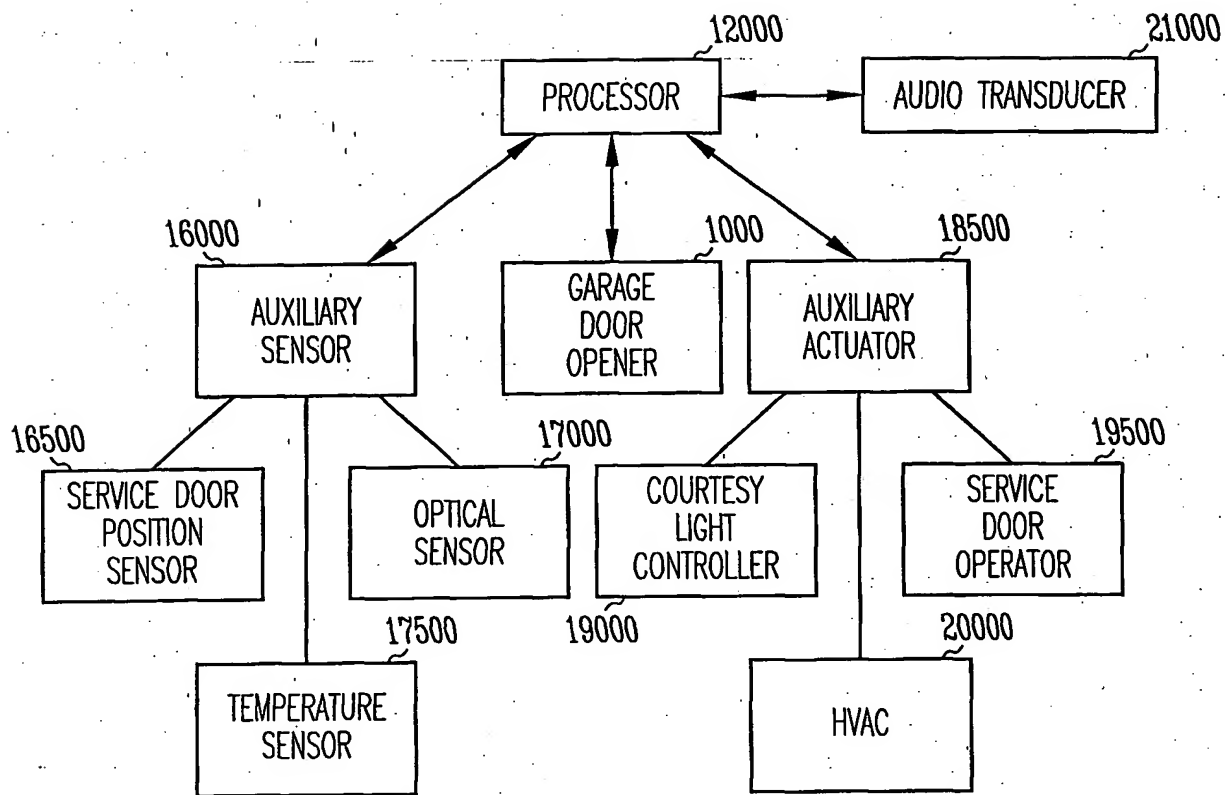 12000
21000
PROCESSOR
AUDIO TRANSDUCER
16000
1000
18500
AUXILIARY
SENSOR
GARAGE
DOOR
OPENER
AUXILIARY
ACTUATOR
16500
17000
19500
SERVICE DOOR
POSITION
SENSOR
OPTICAL
SENSOR
COURTESY
LIGHT
CONTROLLER
SERVICE
DOOR
OPERATOR
17500
19000
20000
TEMPERATURE
SENSOR
HVAC